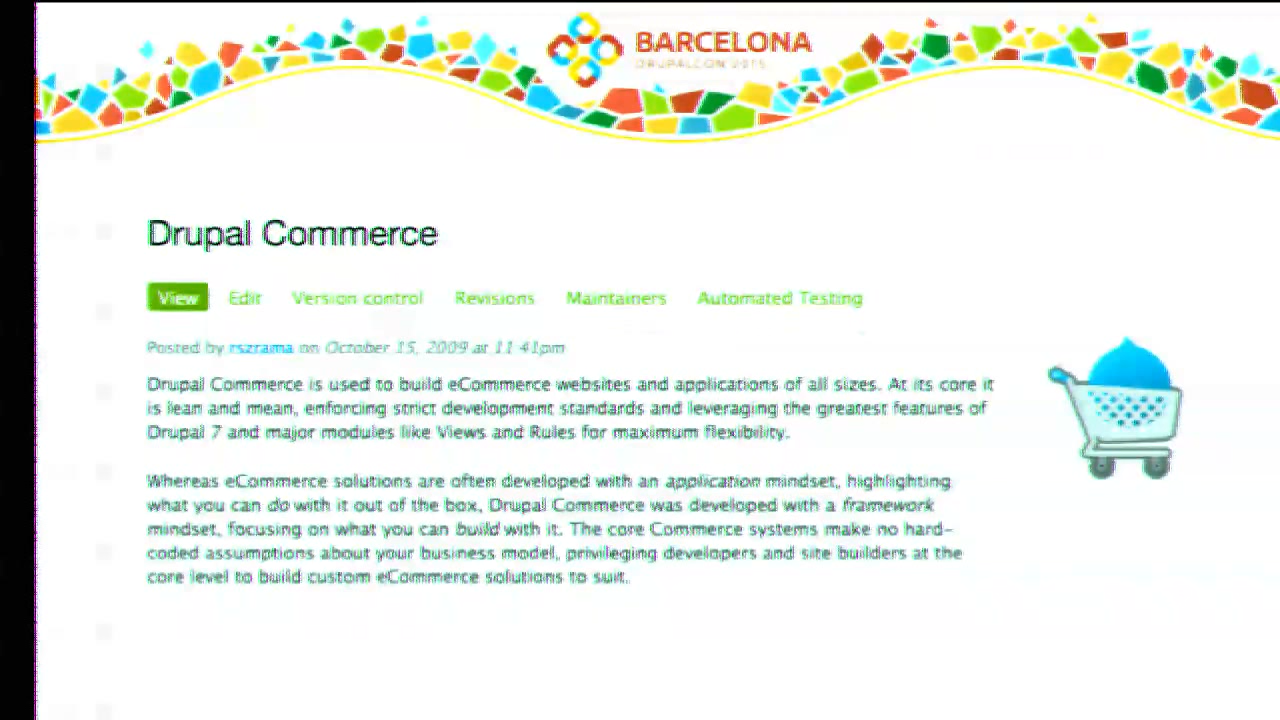 BARCELONA
DRUPALCON 2015
Drupal Commerce
View Edit Version control Revisions Maintainers Automated Testing
Posted by rszrama on October 15, 2009 at 11:41pm
Drupal Commerce is used to build eCommerce websites and applications of all sizes. At its core it
is lean and mean, enforcing strict development standards and leveraging the greatest features of
Drupal 7 and major modules like Views and Rules for maximum flexibility.
Whereas eCommerce solutions are often developed with an application mindset, highlighting
what you can do with it out of the box, Drupal Commerce was developed with a framework
mindset, focusing on what you can build with it. The core Commerce systems make no hard-
coded assumptions about your business model, privileging developers and site builders at the
core level to build custom eCommerce solutions to suit.